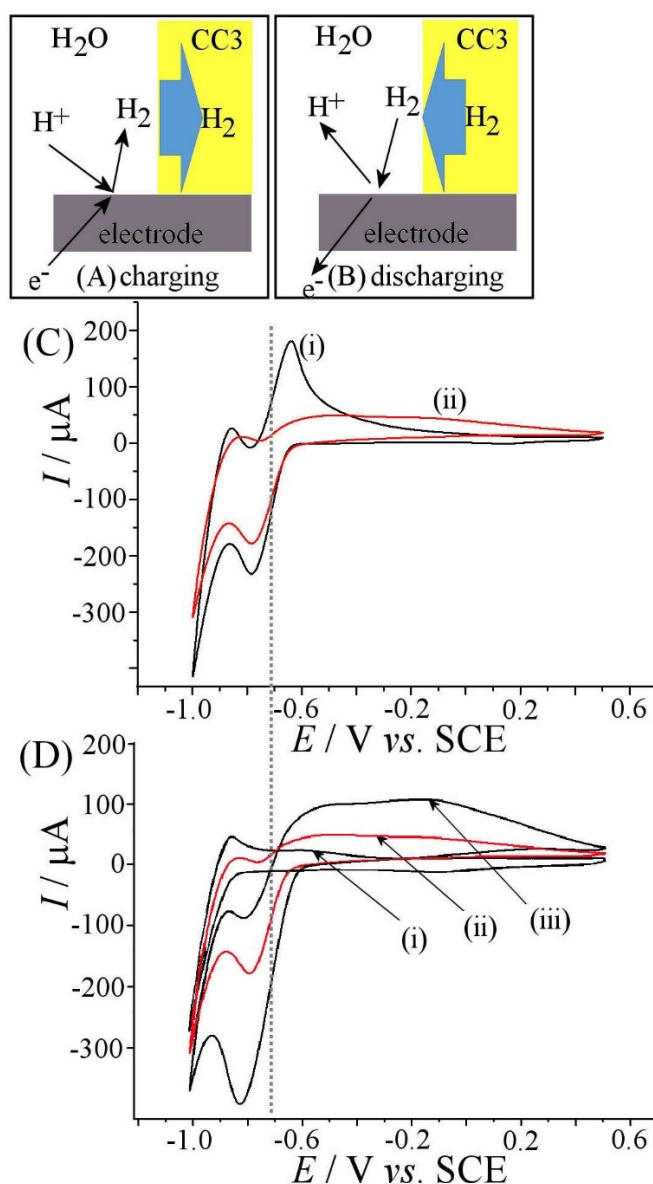 H2O CC3
H+ H2 H2
electrode
e- (A) charging
H2O CC3
H+ H2 H2
electrode
e- (B) discharging
(C)
200
100
0
-100
-200
-300
I / µA
(i)
(ii)
-1.0 -0.6 -0.2 0.2 0.6
E / V vs. SCE
(D)
200
100
0
-100
-200
-300
I / µA
(i)
(ii)
(iii)
-1.0 -0.6 -0.2 0.2 0.6
E / V vs. SCE